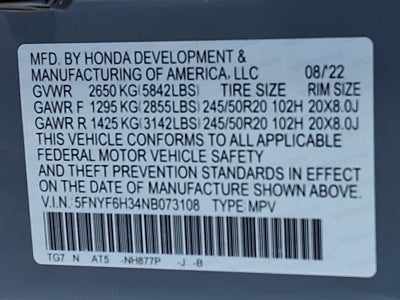 MFD. BY HONDA DEVELOPMENT &
MANUFACTURING OF AMERICA, LLC 08/'22
GVWR 2650 KG (5842LBS) TIRE SIZE RIM SIZE
GAWR F 1295 KG (2855LBS) 245/50R20 102H 20X8.0J
GAWR R 1425 KG (3142LBS) 245/50R20 102H 20X8.0J
THIS VEHICLE CONFORMS TO ALL APPLICABLE
FEDERAL MOTOR VEHICLE SAFETY
AND THEFT PREVENTION STANDARDS IN EFFECT
ON THE DATE OF MANUFACTURE SHOWN ABOVE.
V.I.N.: 5FNYF6H34NB073108 TYPE: MPV
TG7 N AT5 -NH877P -J -B